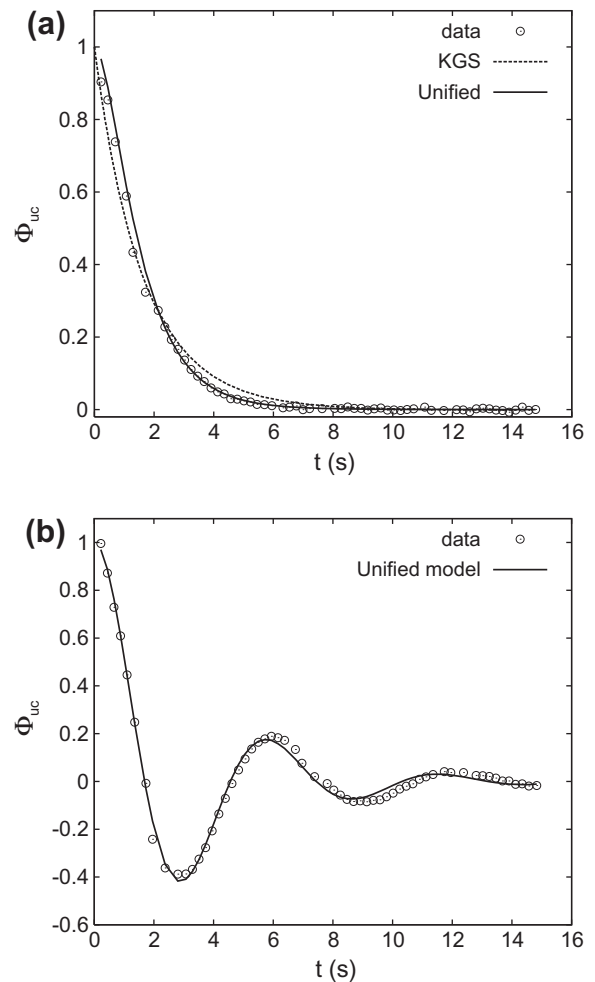 (a)
data
KGS
Unified
1
0.8
0.6
0.4
0.2
0
Φuc
0 2 4 6 8 10 12 14 16
t (s)
(b)
data
Unified model
1
0.8
0.6
0.4
0.2
0
-0.2
-0.4
-0.6
Φuc
0 2 4 6 8 10 12 14 16
t (s)